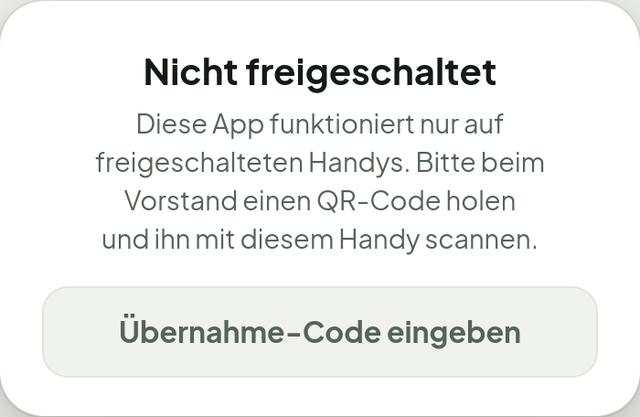 Nicht freigeschaltet
Diese App funktioniert nur auf
freigeschalteten Handys. Bitte beim
Vorstand einen QR-Code holen
und ihn mit diesem Handy scannen.
Übernahme-Code eingeben